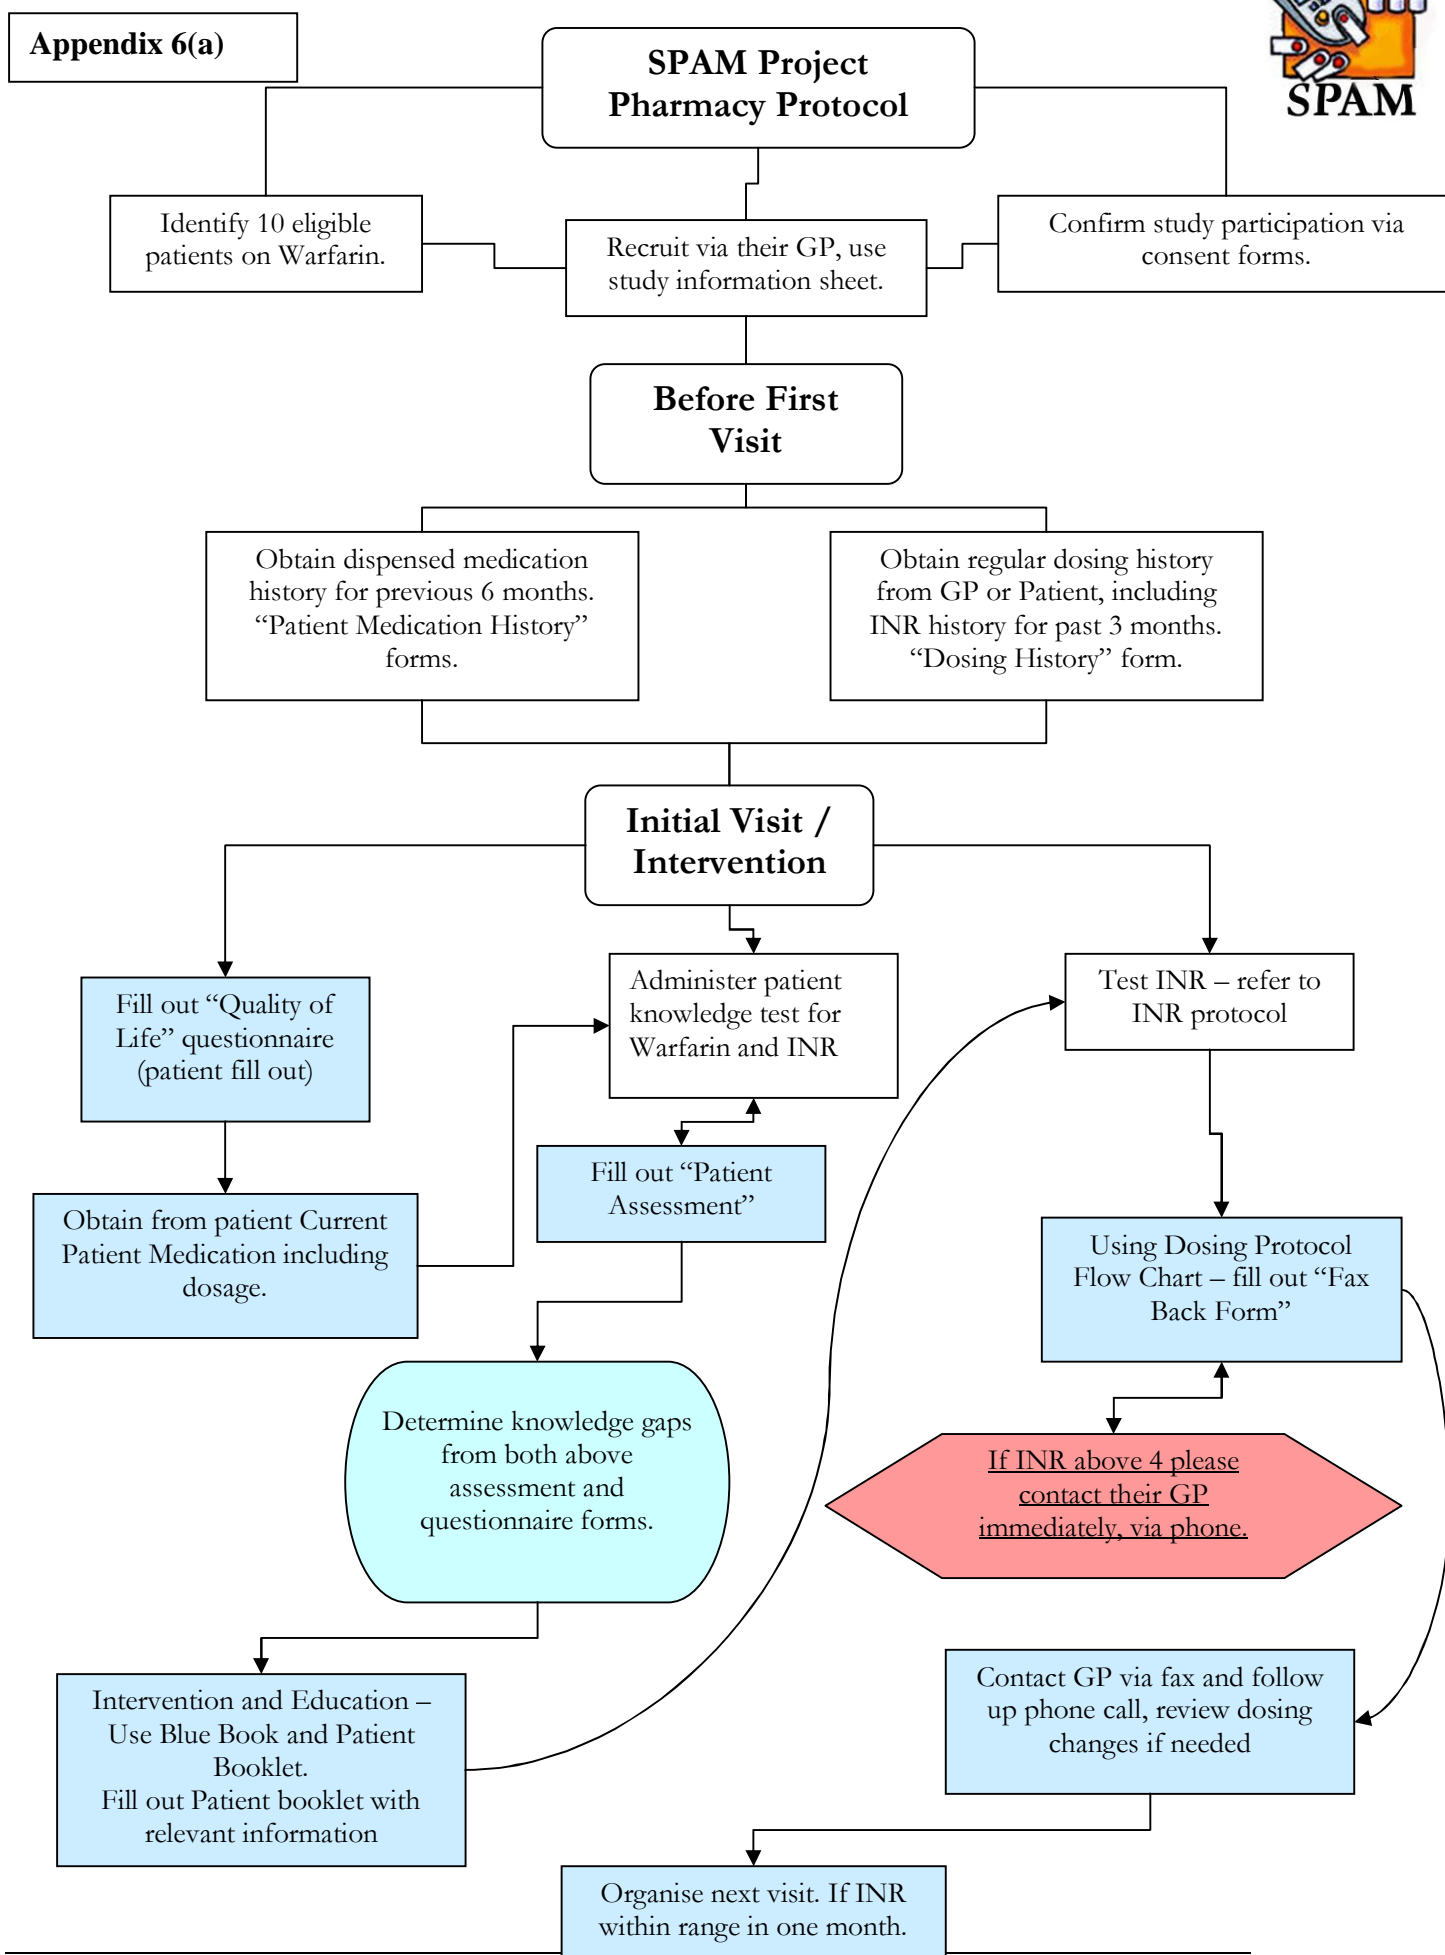 Appendix 6(a)
SPAM Project
Pharmacy Protocol
SPAM
Identify 10 eligible
patients on Warfarin.
Recruit via their GP, use
study information sheet.
Confirm study participation via
consent forms.
Before First
Visit
Obtain dispensed medication
history for previous 6 months.
“Patient Medication History”
forms.
Obtain regular dosing history
from GP or Patient, including
INR history for past 3 months.
“Dosing History” form.
Initial Visit /
Intervention
Fill out “Quality of
Life” questionnaire
(patient fill out)
Administer patient
knowledge test for
Warfarin and INR
Test INR – refer to
INR protocol
Fill out “Patient
Assessment”
Obtain from patient Current
Patient Medication including
dosage.
Using Dosing Protocol
Flow Chart – fill out “Fax
Back Form”
Determine knowledge gaps
from both above
assessment and
questionnaire forms.
If INR above 4 please
contact their GP
immediately, via phone.
Intervention and Education –
Use Blue Book and Patient
Booklet.
Fill out Patient booklet with
relevant information
Contact GP via fax and follow
up phone call, review dosing
changes if needed
Organise next visit. If INR
within range in one month.